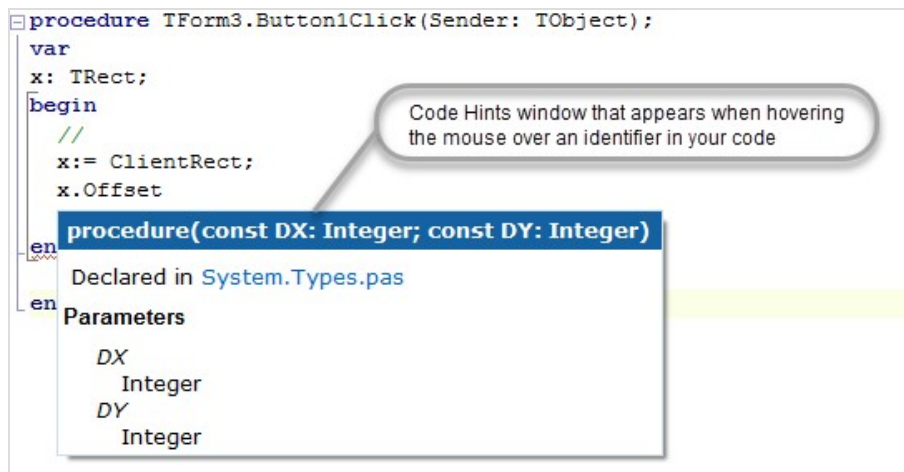 procedure TForm3.Button1Click(Sender: TObject);
var
x: TRect;
begin
//
x:= ClientRect;
x.Offset
Code Hints window that appears when hovering
the mouse over an identifier in your code
procedure(const DX: Integer; const DY: Integer)
en
Declared in System.Types.pas
en
Parameters
DX
Integer
DY
Integer